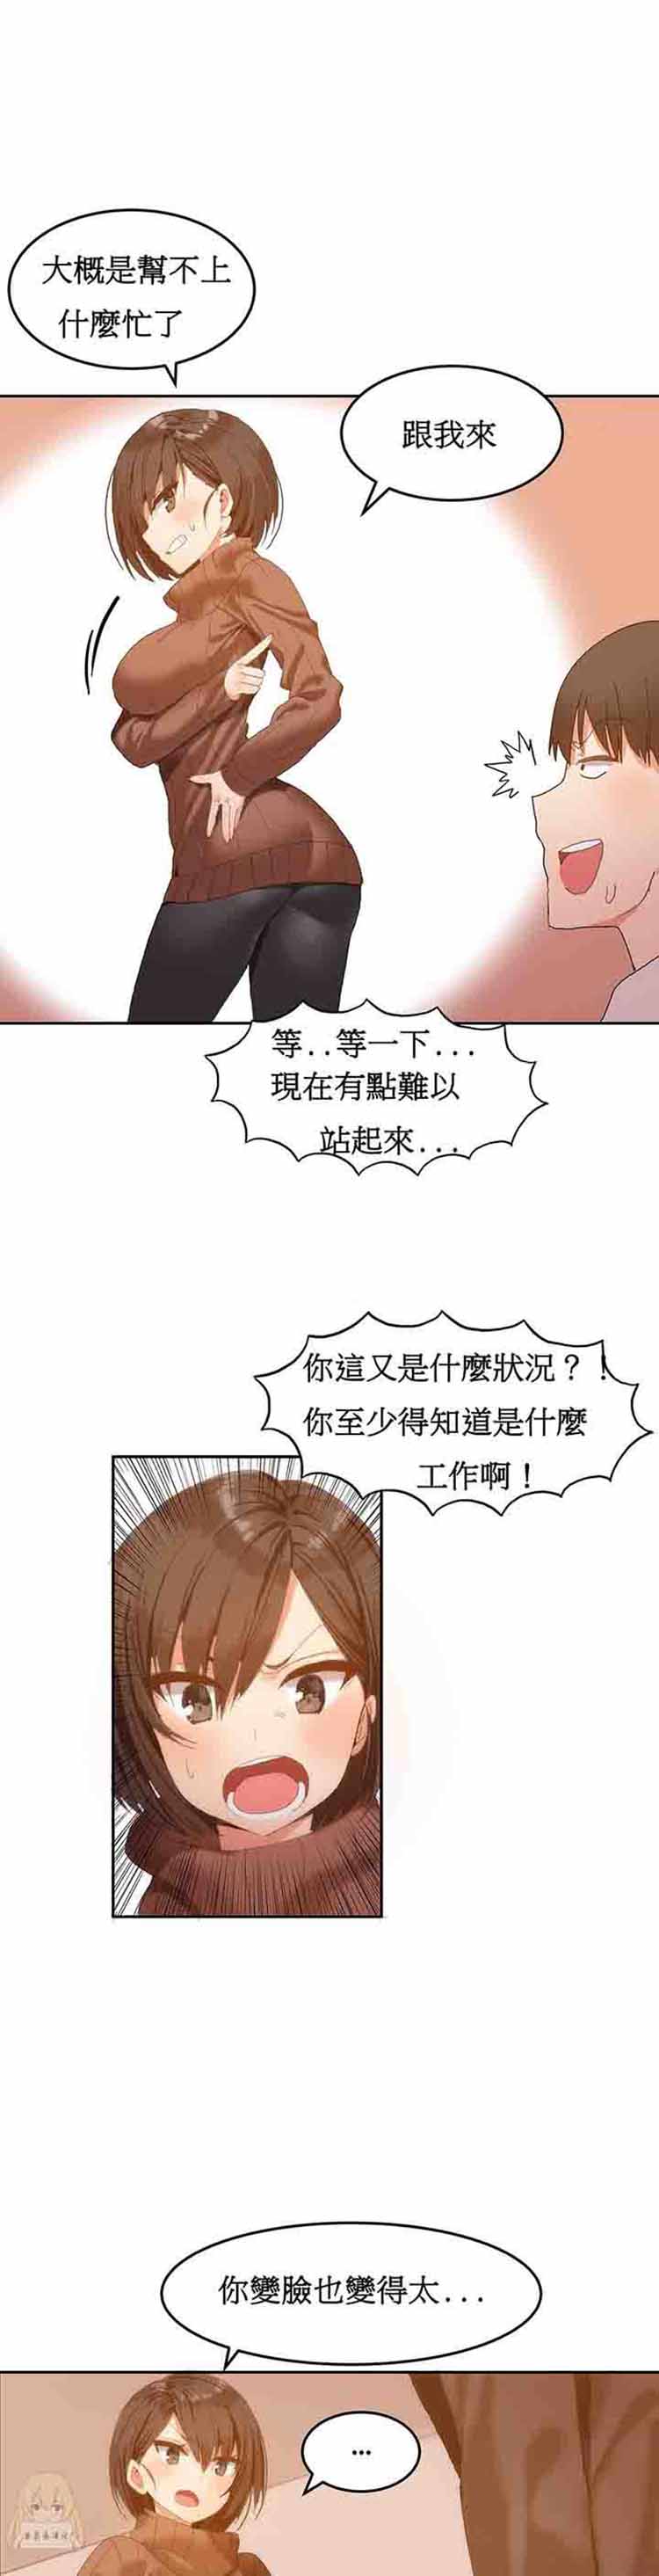 大概是幫不上
什麼忙了
跟我來
等..等一下...
現在有點難以
站起來...
你這又是什麼狀況？！
你至少得知道是什麼
工作啊！
你變臉也變得太...
...